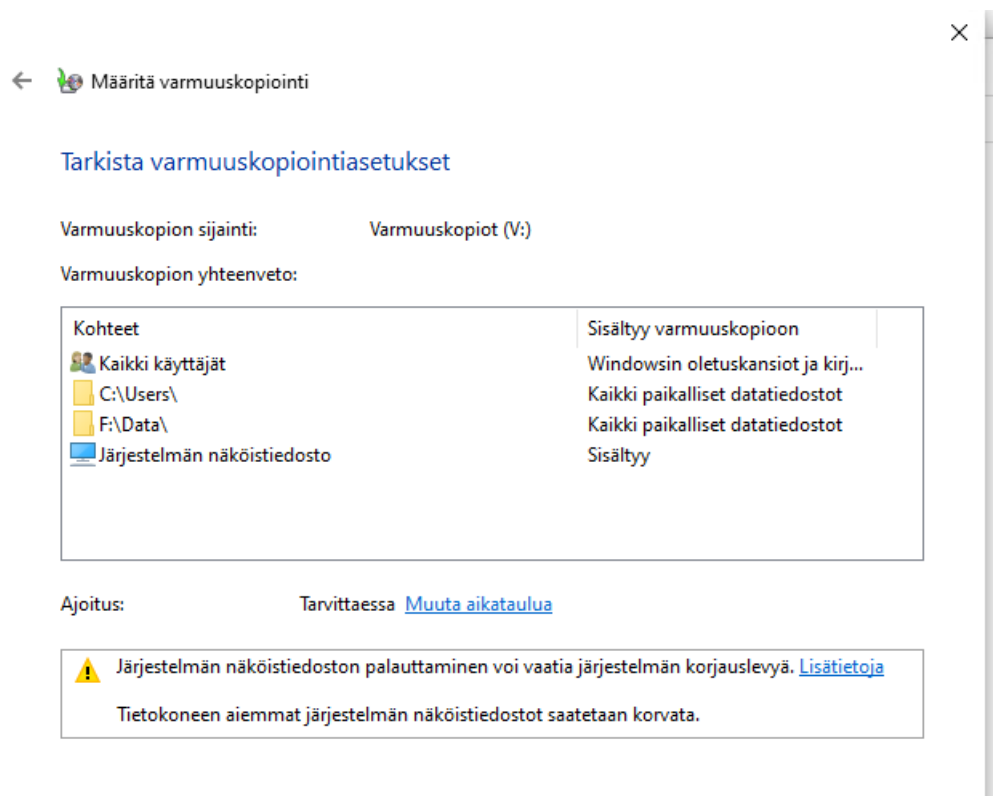 Määritä varmuuskopiointi
Tarkista varmuuskopiointiasetukset
Varmuuskopion sijainti: Varmuuskopiot (V:)
Varmuuskopion yhteenveto:
Kohteet Sisältyy varmuuskopioon
Kaikki käyttäjät Windowsin oletuskansiot ja kirj...
C:\Users\ Kaikki paikalliset datatiedostot
F:\Data\ Kaikki paikalliset datatiedostot
Järjestelmän näköistiedosto Sisältyy
Ajoitus: Tarvittaessa Muuta aikataulua
Järjestelmän näköistiedoston palauttaminen voi vaatia järjestelmän korjauslevyä. Lisätietoja
Tietokoneen aiemmat järjestelmän näköistiedostot saatetaan korvata.